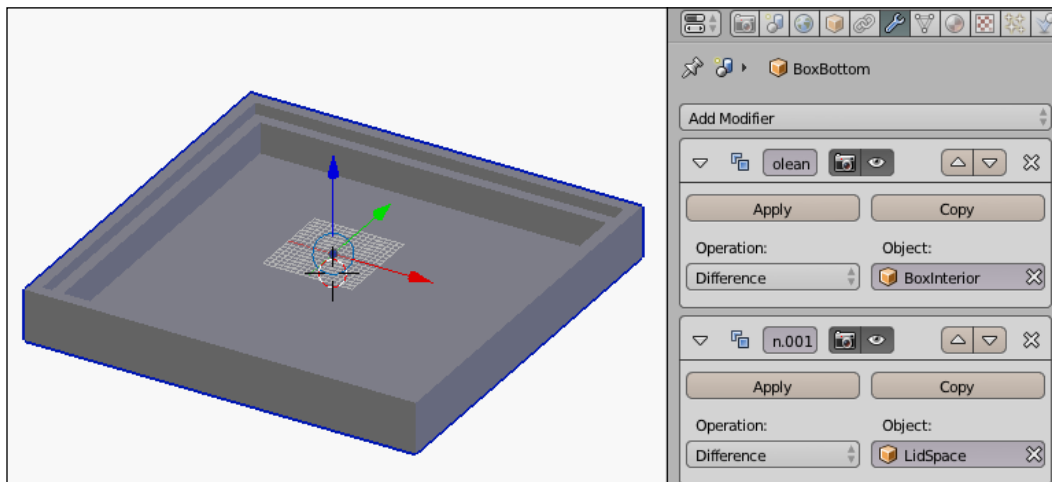 BoxBottom
Add Modifier
olean
Apply Copy
Operation: Object:
Difference BoxInterior
n.001
Apply Copy
Operation: Object:
Difference LidSpace